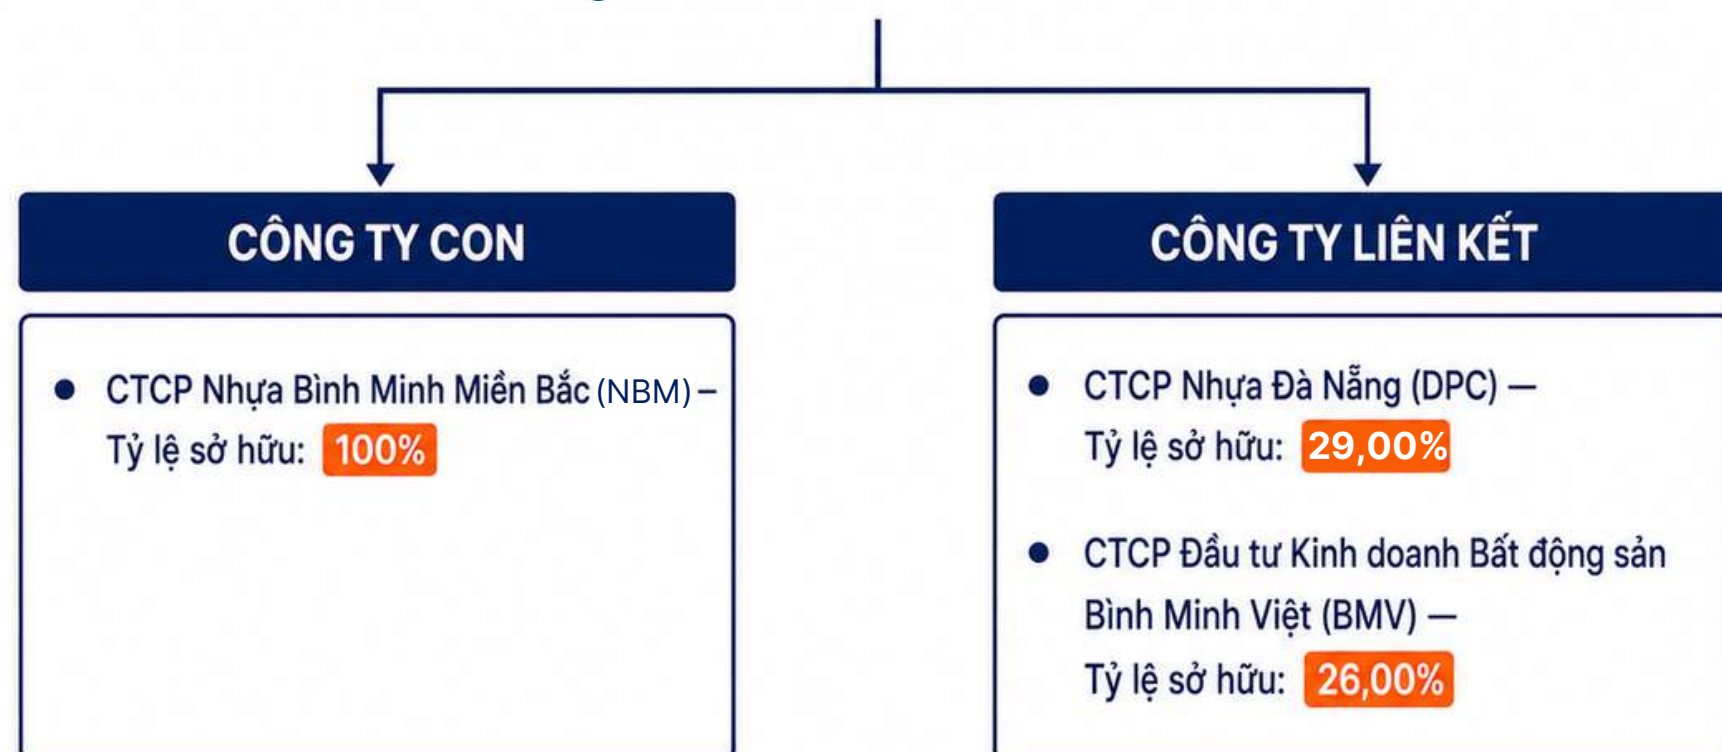 CÔNG TY CON
CTCP Nhựa Bình Minh Miền Bắc (NBM) –
Tỷ lệ sở hữu: 100%
CÔNG TY LIÊN KẾT
CTCP Nhựa Đà Nẵng (DPC) —
Tỷ lệ sở hữu: 29,00%
CTCP Đầu tư Kinh doanh Bất động sản
Bình Minh Việt (BMV) —
Tỷ lệ sở hữu: 26,00%